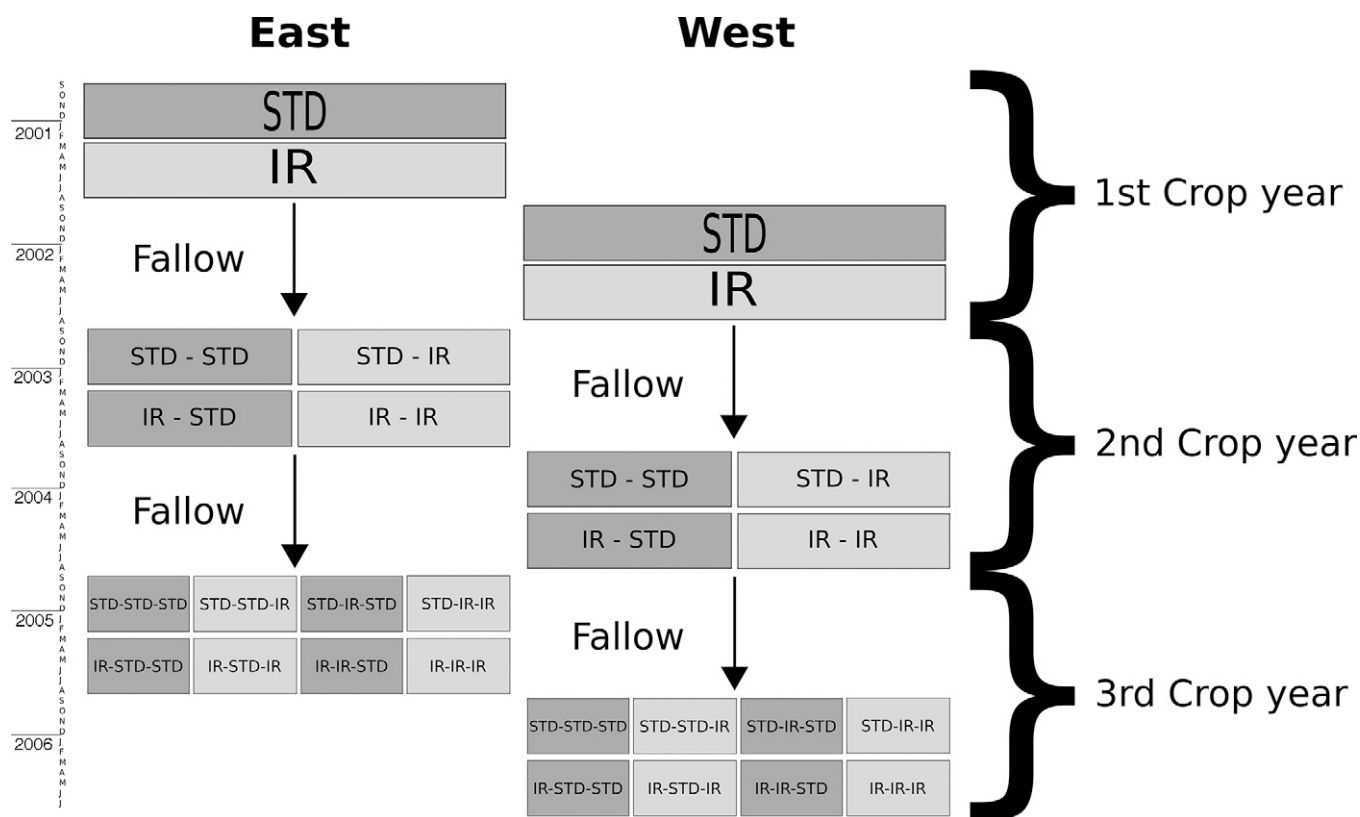 East
West
S O N D J F M A M J J A S O N D J F M A M J J A S O N D J F M A M J J A S O N D J F M A M J J A S O N D J F M A M J J A S O N D J F M A M J J
2001
2002
2003
2004
2005
2006
STD
IR
Fallow
STD - STD
STD - IR
IR - STD
IR - IR
Fallow
STD-STD-STD
STD-STD-IR
STD-IR-STD
STD-IR-IR
IR-STD-STD
IR-STD-IR
IR-IR-STD
IR-IR-IR
STD
IR
Fallow
STD - STD
STD - IR
IR - STD
IR - IR
Fallow
STD-STD-STD
STD-STD-IR
STD-IR-STD
STD-IR-IR
IR-STD-STD
IR-STD-IR
IR-IR-STD
IR-IR-IR
1st Crop year
2nd Crop year
3rd Crop year